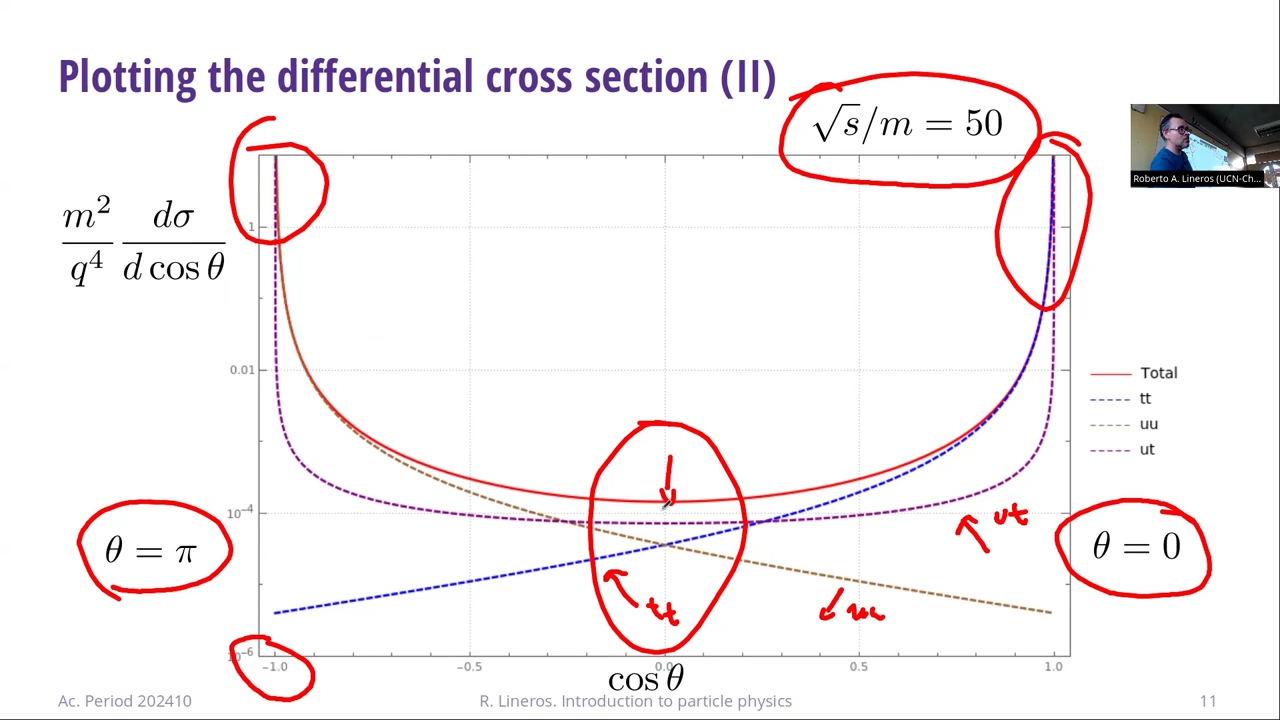 Plotting the differential cross section (II)
√s/m = 50
Roberto A. Lineros (UCN-Ch...
m²/q⁴ dσ/d cos θ
1
0.01
10⁻⁴
10⁻⁶
Total
tt
uu
ut
θ = π
θ = 0
ut
tt
uu
−1.0
−0.5
0.0
0.5
1.0
cos θ
Ac. Period 202410
R. Lineros. Introduction to particle physics
11